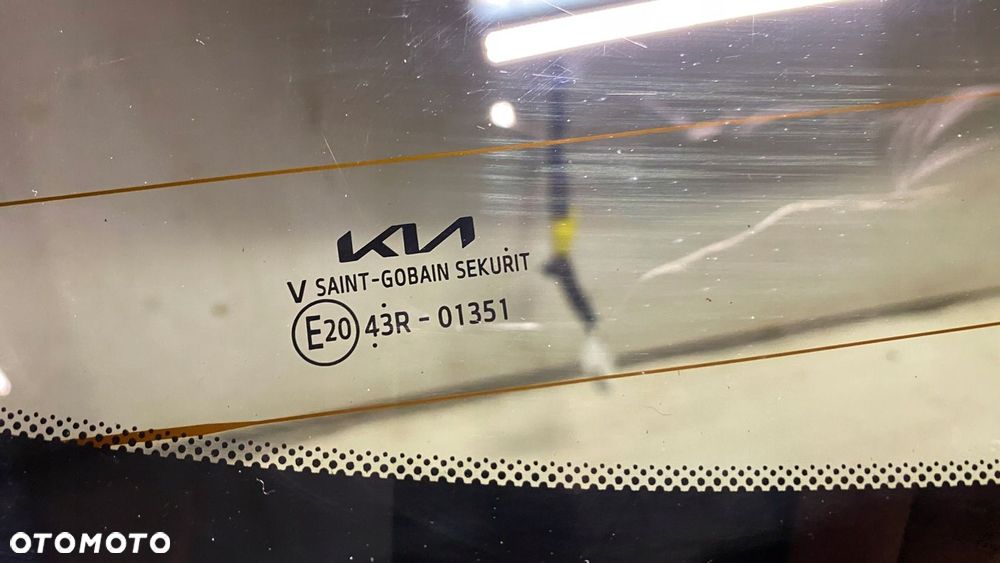 KIA
V SAINT-GOBAIN SEKURIT
E20 43R - 01351
OTOMOTO